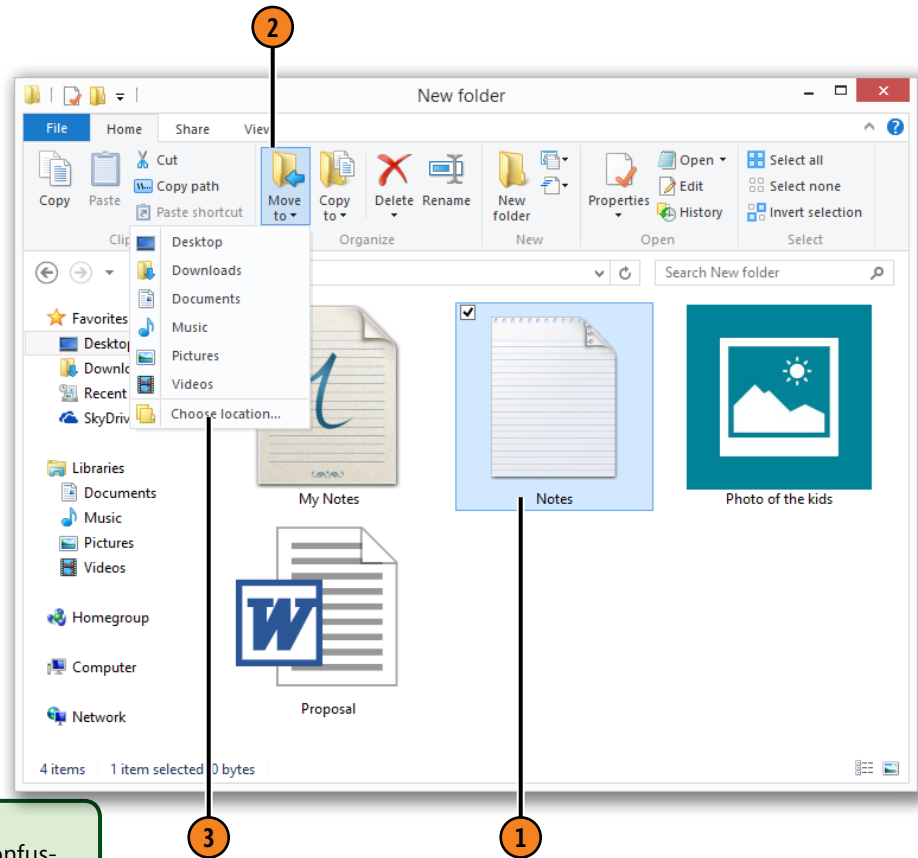 2
New folder
File Home Share View
Copy
Paste
Cut
Copy path
Paste shortcut
Move to
Copy to
Delete
Rename
New folder
Properties
Open
Edit
History
Select all
Select none
Invert selection
Organize
New
Open
Select
Desktop
Downloads
Documents
Music
Pictures
Videos
Choose location...
Search New folder
Favorites
Recent
Libraries
Documents
Music
Pictures
Videos
Homegroup
Computer
Network
My Notes
Notes
Photo of the kids
W
Proposal
4 items 1 item selected 0 bytes
3
1
onfus-